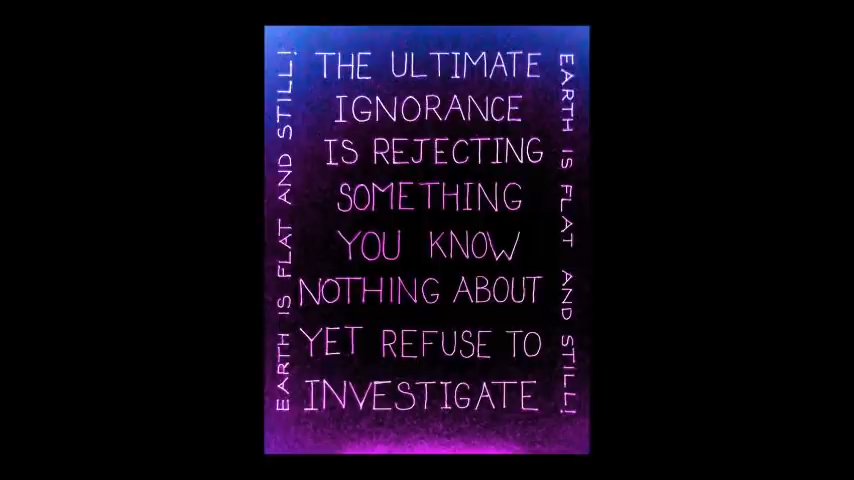 THE ULTIMATE
IGNORANCE
IS REJECTING
SOMETHING
YOU KNOW
NOTHING ABOUT
YET REFUSE TO
INVESTIGATE
EARTH IS FLAT AND STILL!
EARTH IS FLAT AND STILL!